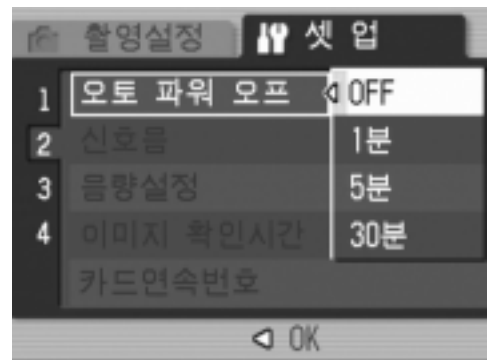 촬영설정 셋 업
1 오토 파워 오프 OFF
2 신호음 1분
3 음량설정 5분
4 이미지 확인시간 30분
카드연속번호
OK